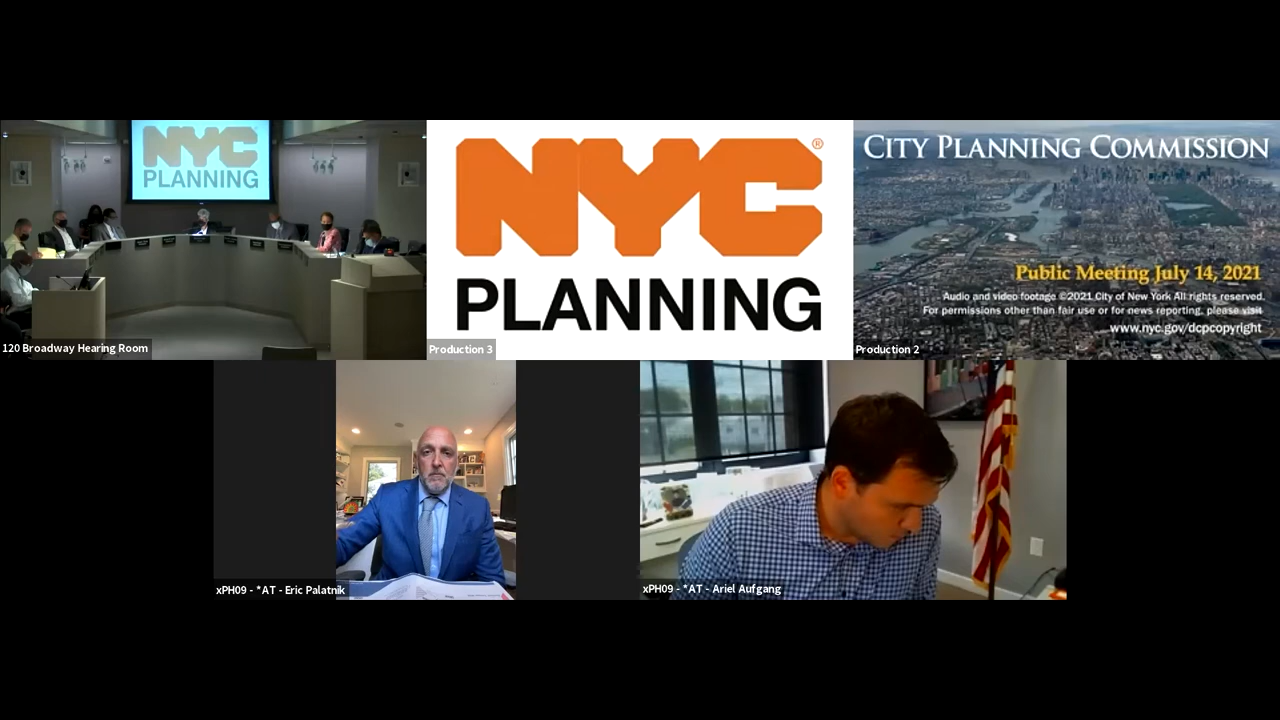 NYC
PLANNING
120 Broadway Hearing Room
NYC®
PLANNING
Production 3
CITY PLANNING COMMISSION
Public Meeting July 14, 2021
Audio and video footage ©2021 City of New York All rights reserved.
For permissions other than fair use or for news reporting, please visit
www.nyc.gov/dcpcopyright
Production 2
xPH09 - *AT - Eric Palatnik
xPH09 - *AT - Ariel Aufgang